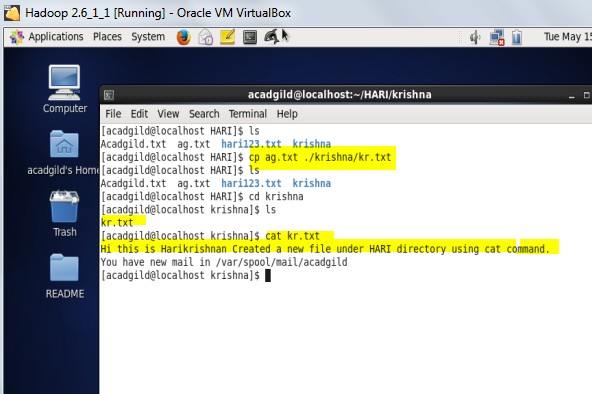 Hadoop 2.6_1_1 [Running] - Oracle VM VirtualBox
Applications Places System
Tue May 15
Computer
acadgild's Home
Trash
README
acadgild@localhost:~/HARI/krishna
File Edit View Search Terminal Help
[acadgild@localhost HARI]$ ls
Acadgild.txt ag.txt hari123.txt krishna
[acadgild@localhost HARI]$ cp ag.txt ./krishna/kr.txt
[acadgild@localhost HARI]$ ls
Acadgild.txt ag.txt hari123.txt krishna
[acadgild@localhost HARI]$ cd krishna
[acadgild@localhost krishna]$ ls
kr.txt
[acadgild@localhost krishna]$ cat kr.txt
Hi this is Harikrishnan Created a new file under HARI directory using cat command.
You have new mail in /var/spool/mail/acadgild
[acadgild@localhost krishna]$